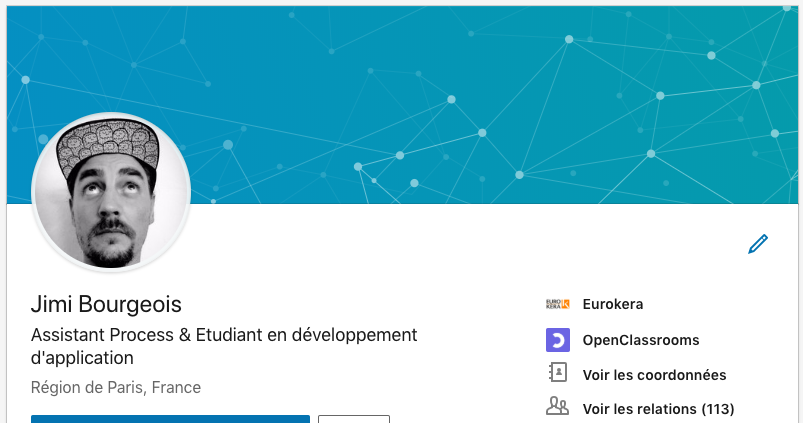 Jimi Bourgeois
Assistant Process & Etudiant en développement
d'application
Région de Paris, France
EURO
KERA
Eurokera
OpenClassrooms
Voir les coordonnées
Voir les relations (113)